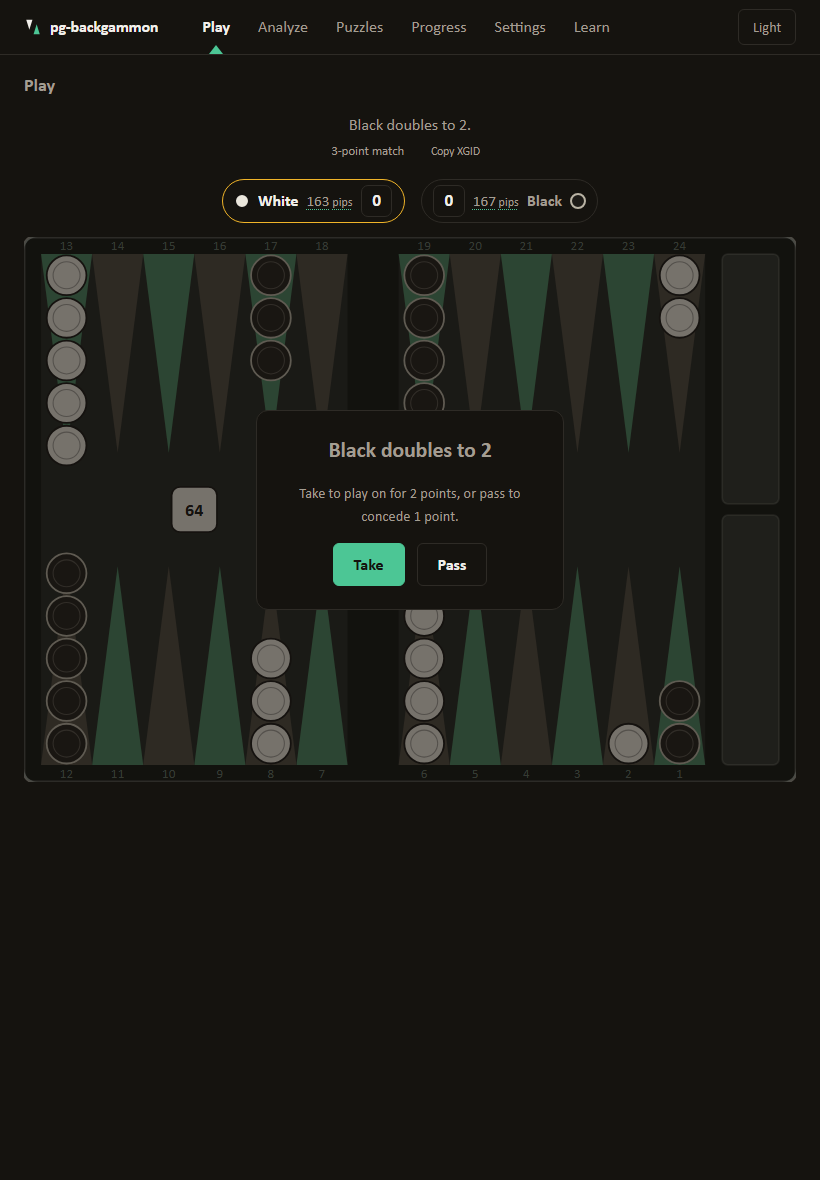 pg-backgammon Play Analyze Puzzles Progress Settings Learn Light
Play
Black doubles to 2.
3-point match Copy XGID
White 163 pips 0 0 167 pips Black
13 14 15 16 17 18 19 20 21 22 23 24
Black doubles to 2
Take to play on for 2 points, or pass to
concede 1 point.
64
Take Pass
12 11 10 9 8 7 6 5 4 3 2 1